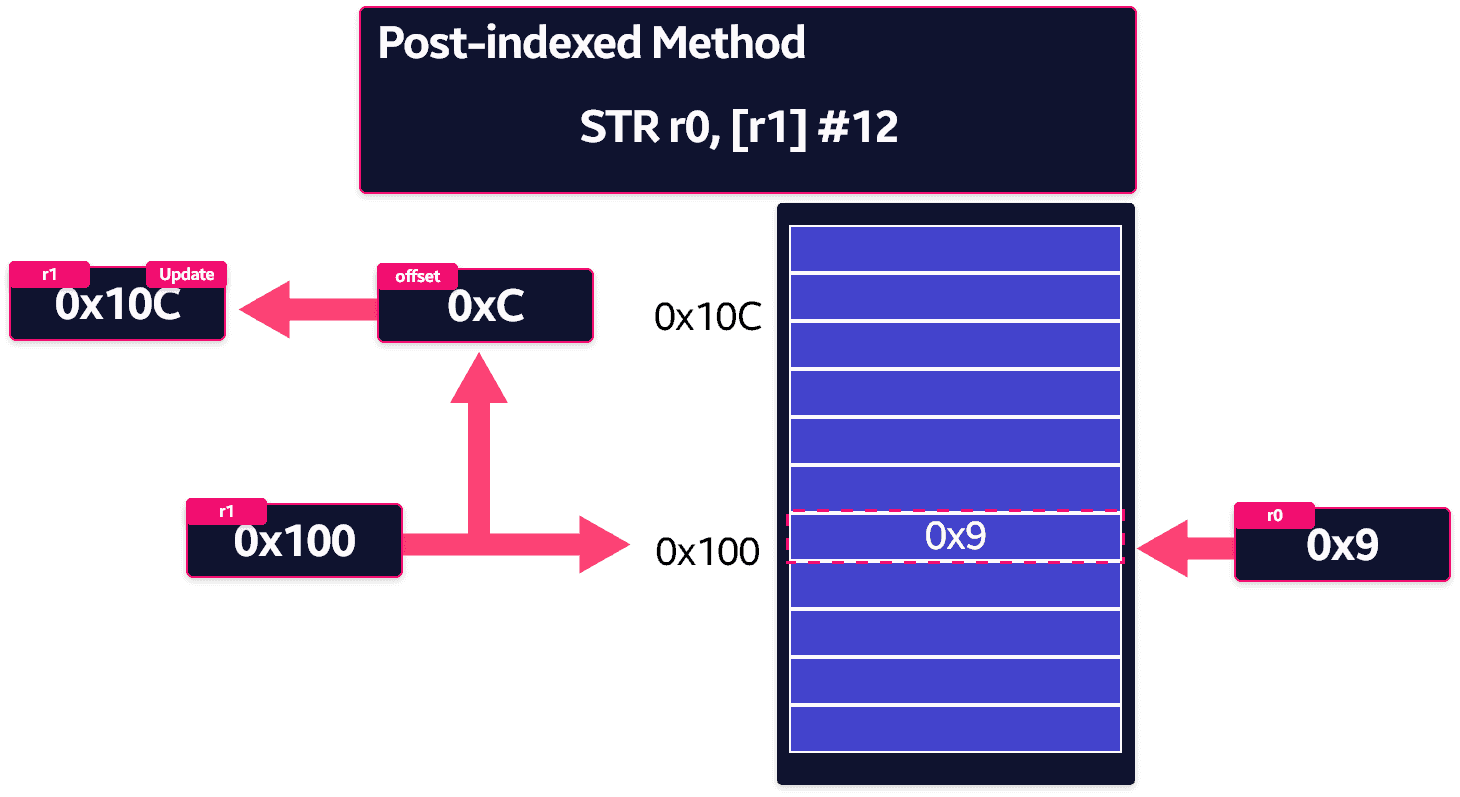 Post-indexed Method
STR r0, [r1] #12
r1
Update
0x10C
offset
0xC
0x10C
r1
0x100
0x100
0x9
r0
0x9